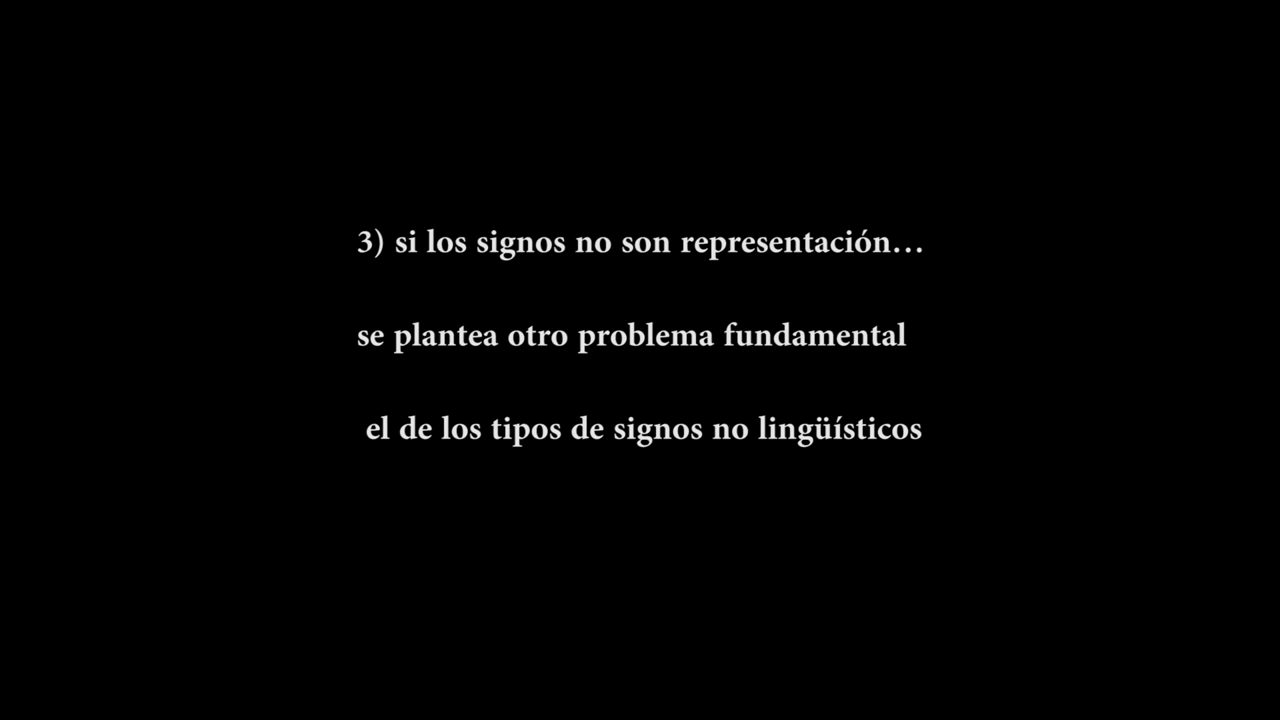 3) si los signos no son representación…
se plantea otro problema fundamental
el de los tipos de signos no lingüísticos